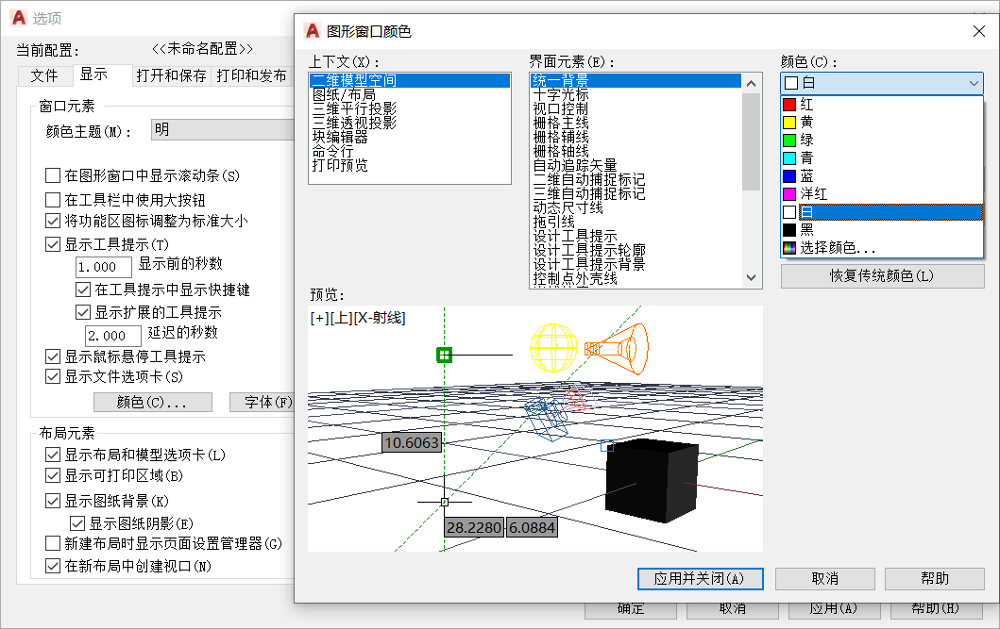 选项
当前配置:
<<未命名配置>>
文件
显示
打开和保存
打印和发布
窗口元素
颜色主题(M):
明
在图形窗口中显示滚动条(S)
在工具栏中使用大按钮
将功能区图标调整为标准大小
显示工具提示(T)
1.000
显示前的秒数
在工具提示中显示快捷键
显示扩展的工具提示
2.000
延迟的秒数
显示鼠标悬停工具提示
显示文件选项卡(S)
颜色(C)...
字体(F)
布局元素
显示布局和模型选项卡(L)
显示可打印区域(B)
显示图纸背景(K)
显示图纸阴影(E)
新建布局时显示页面设置管理器(G)
在新布局中创建视口(N)
图形窗口颜色
上下文(X):
二维模型空间
图纸/布局
三维平行投影
三维透视投影
块编辑器
命令行
打印预览
界面元素(E):
统一背景
十字光标
视口控制
栅格主线
栅格辅线
栅格轴线
自动追踪矢量
二维自动捕捉标记
三维自动捕捉标记
动态尺寸线
拖引线
设计工具提示
设计工具提示轮廓
设计工具提示背景
控制点外壳线
颜色(C):
白
红
黄
绿
青
蓝
洋红
白
黑
选择颜色...
恢复传统颜色(L)
预览:
[+][上][X-射线]
10.6063
28.2280
6.0884
应用并关闭(A)
取消
帮助
确定
取消
应用(A)
帮助(H)